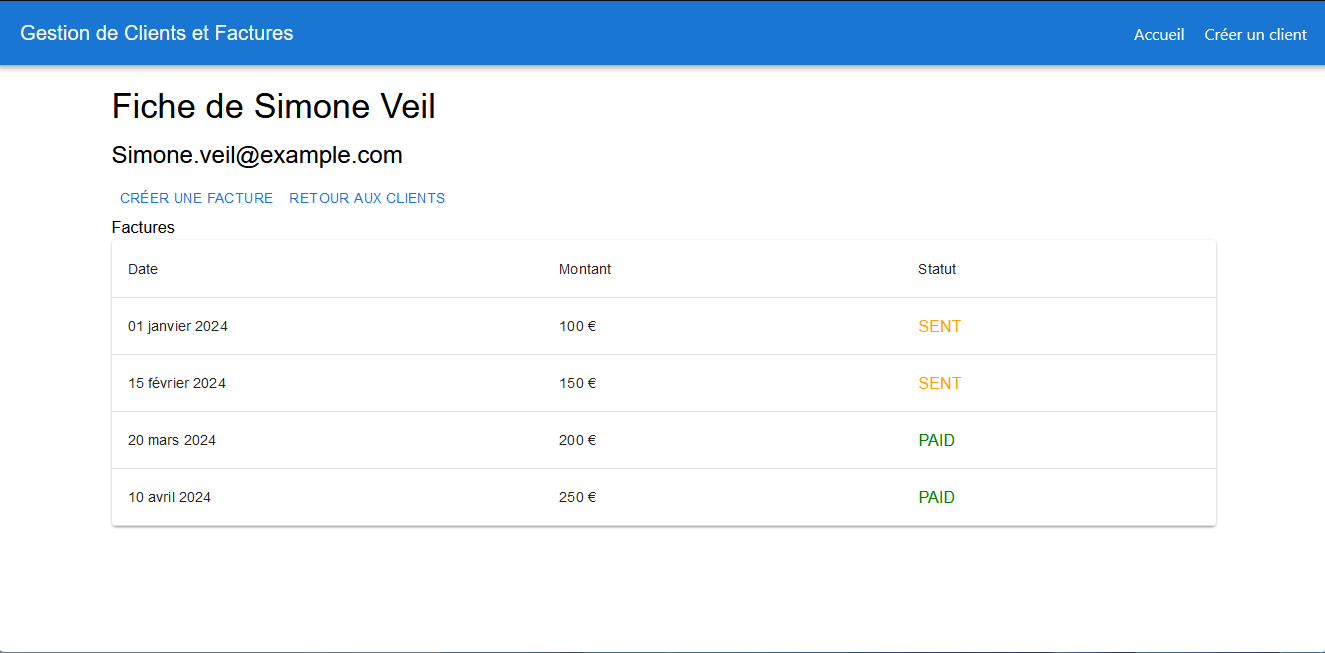 Gestion de Clients et Factures Accueil Créer un client
Fiche de Simone Veil
Simone.veil@example.com
CRÉER UNE FACTURE RETOUR AUX CLIENTS
Factures
Date Montant Statut
01 janvier 2024 100 € SENT
15 février 2024 150 € SENT
20 mars 2024 200 € PAID
10 avril 2024 250 € PAID